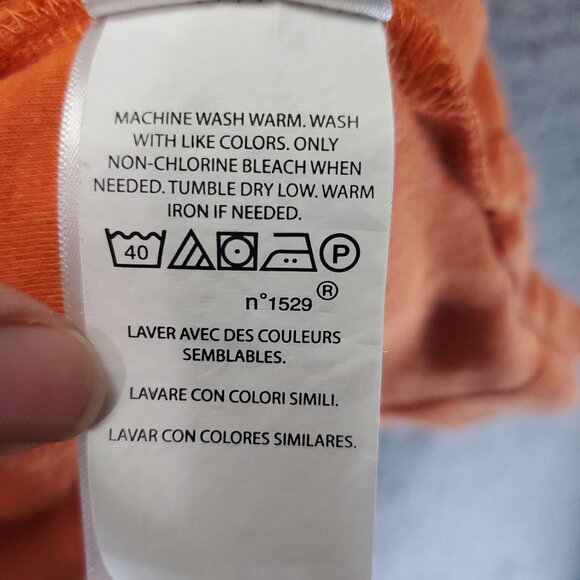 MACHINE WASH WARM. WASH
WITH LIKE COLORS. ONLY
NON-CHLORINE BLEACH WHEN
NEEDED. TUMBLE DRY LOW. WARM
IRON IF NEEDED.
40 P
n°1529 ®
LAVER AVEC DES COULEURS
SEMBLABLES.
LAVARE CON COLORI SIMILI.
LAVAR CON COLORES SIMILARES.